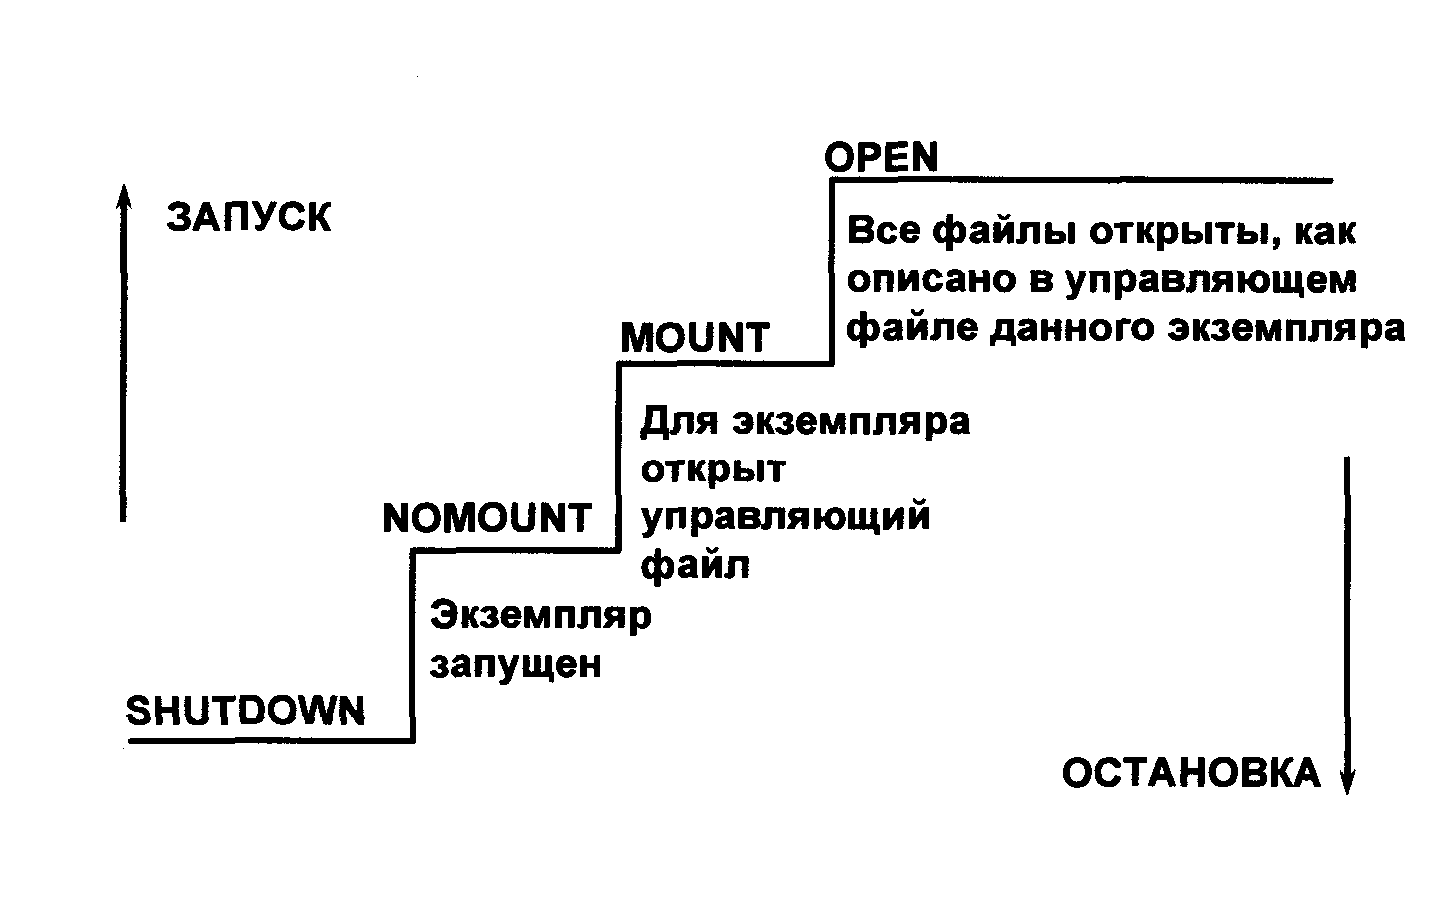 OPEN
ЗАПУСК
Все файлы открыты, как
описано в управляющем
файле данного экземпляра
MOUNT
Для экземпляра
открыт
управляющий
файл
NOMOUNT
Экземпляр
запущен
SHUTDOWN
ОСТАНОВКА